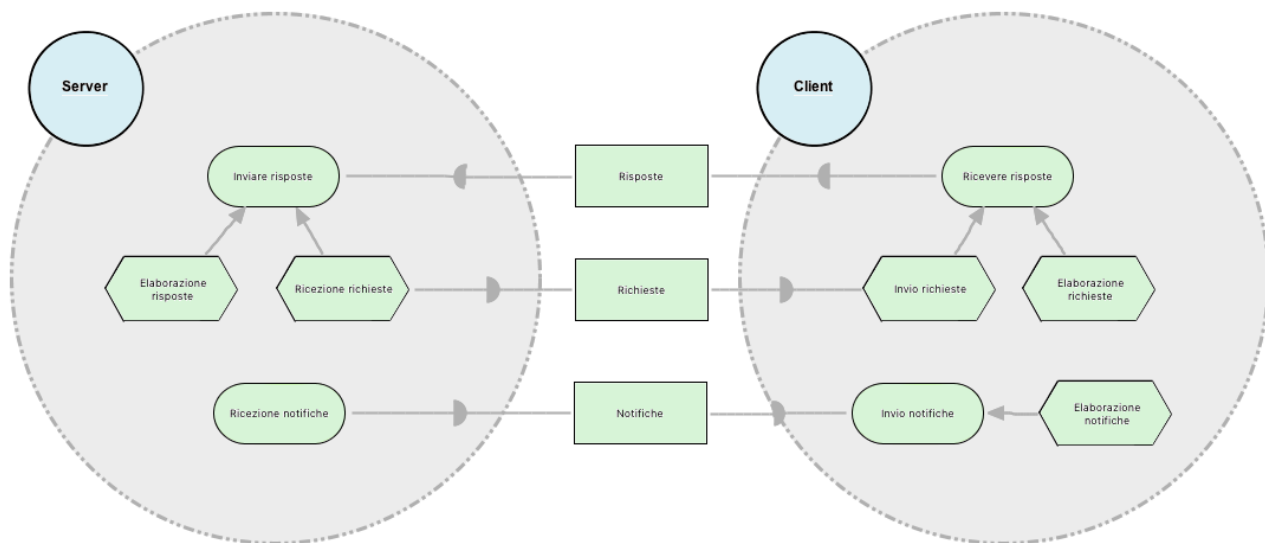 Server
Client
Inviare risposte
Risposte
Ricevere risposte
Elaborazione
risposte
Ricezione richieste
Richieste
Invio richieste
Elaborazione
richieste
Ricezione notifiche
Notifiche
Invio notifiche
Elaborazione
notifiche